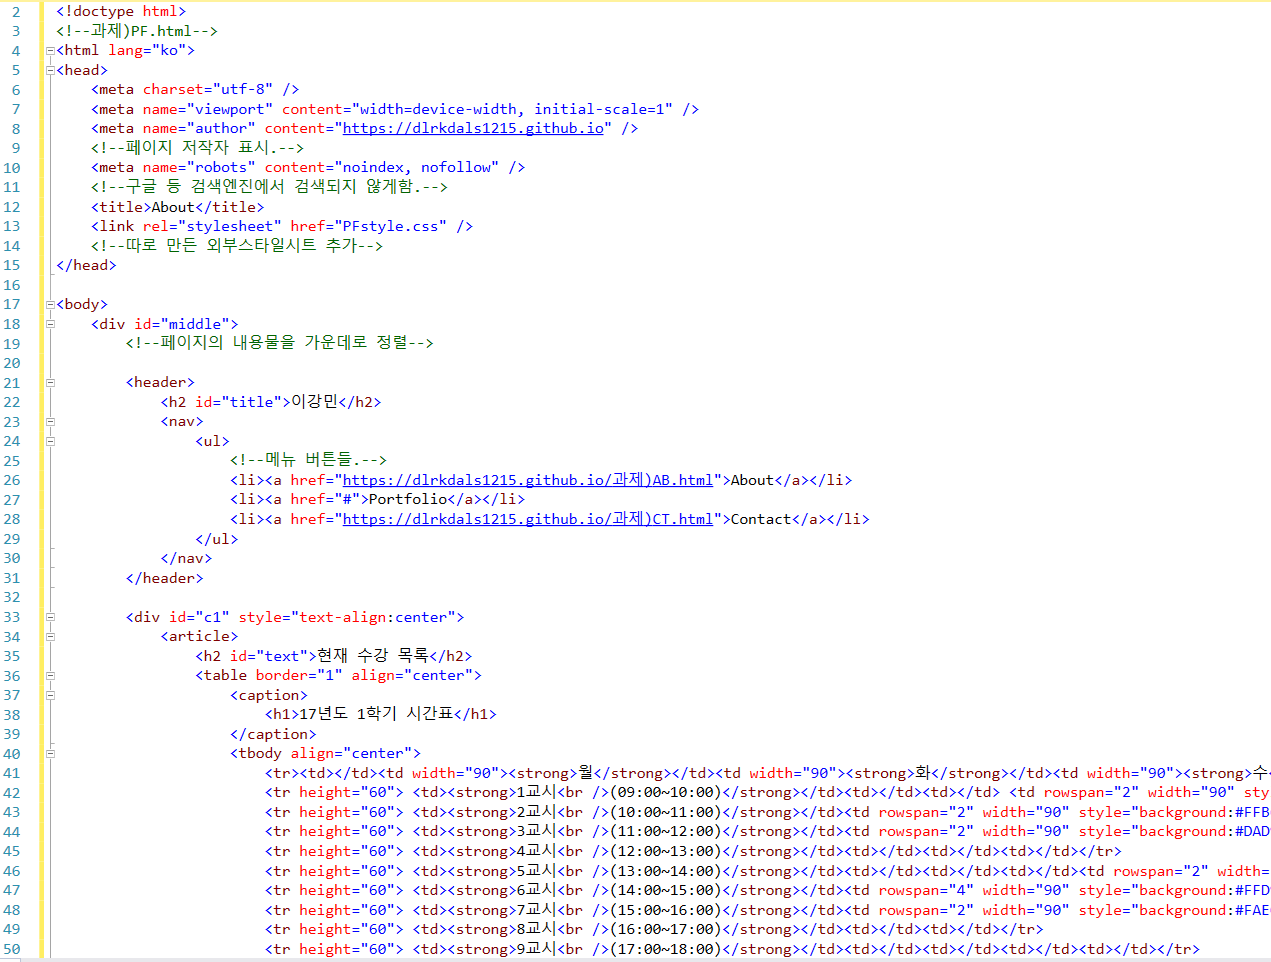 2 <!doctype html>
3 <!--과제)PF.html-->
4 <html lang="ko">
5 <head>
6 <meta charset="utf-8" />
7 <meta name="viewport" content="width=device-width, initial-scale=1" />
8 <meta name="author" content="https://dlrkdals1215.github.io" />
9 <!--페이지 저작자 표시.-->
10 <meta name="robots" content="noindex, nofollow" />
11 <!--구글 등 검색엔진에서 검색되지 않게함.-->
12 <title>About</title>
13 <link rel="stylesheet" href="PFstyle.css" />
14 <!--따로 만든 외부스타일시트 추가-->
15 </head>
16
17 <body>
18 <div id="middle">
19 <!--페이지의 내용물을 가운데로 정렬-->
20
21 <header>
22 <h2 id="title">이강민</h2>
23 <nav>
24 <ul>
25 <!--메뉴 버튼들.-->
26 <li><a href="https://dlrkdals1215.github.io/과제)AB.html">About</a></li>
27 <li><a href="#">Portfolio</a></li>
28 <li><a href="https://dlrkdals1215.github.io/과제)CT.html">Contact</a></li>
29 </ul>
30 </nav>
31 </header>
32
33 <div id="c1" style="text-align:center">
34 <article>
35 <h2 id="text">현재 수강 목록</h2>
36 <table border="1" align="center">
37 <caption>
38 <h1>17년도 1학기 시간표</h1>
39 </caption>
40 <tbody align="center">
41 <tr><td></td><td width="90"><strong>월</strong></td><td width="90"><strong>화</strong></td><td width="90"><strong>수<
42 <tr height="60"> <td><strong>1교시<br />(09:00~10:00)</strong></td><td></td><td></td> <td rowspan="2" width="90" sty
43 <tr height="60"> <td><strong>2교시<br />(10:00~11:00)</strong></td><td rowspan="2" width="90" style="background:#FFB
44 <tr height="60"> <td><strong>3교시<br />(11:00~12:00)</strong></td><td rowspan="2" width="90" style="background:#DAD
45 <tr height="60"> <td><strong>4교시<br />(12:00~13:00)</strong></td><td></td><td></td><td></td></tr>
46 <tr height="60"> <td><strong>5교시<br />(13:00~14:00)</strong></td><td></td><td></td><td></td><td rowspan="2" width=
47 <tr height="60"> <td><strong>6교시<br />(14:00~15:00)</strong></td><td rowspan="4" width="90" style="background:#FFD
48 <tr height="60"> <td><strong>7교시<br />(15:00~16:00)</strong></td><td rowspan="2" width="90" style="background:#FAE
49 <tr height="60"> <td><strong>8교시<br />(16:00~17:00)</strong></td><td></td><td></td></tr>
50 <tr height="60"> <td><strong>9교시<br />(17:00~18:00)</strong></td><td></td><td></td><td></td><td></td></tr>